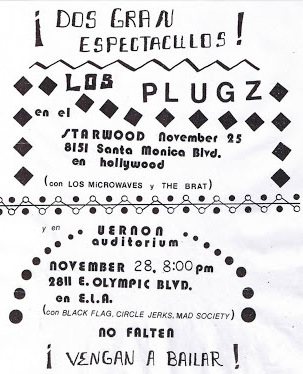 ¡ DOS GRAN
ESPECTACULOS !
LOS
PLUGZ
en el
STARWOOD November 25
8151 Santa Monica Blvd.
en hollywood
(con LOS MICROWAVES y THE BRAT)
y en VERNON
auditorium
NOVEMBER 28, 8:00 pm
2811 E. OLYMPIC BLVD.
en E.L.A.
(con BLACK FLAG, CIRCLE JERKS, MAD SOCIETY)
NO FALTEN
¡ VENGAN A BAILAR !